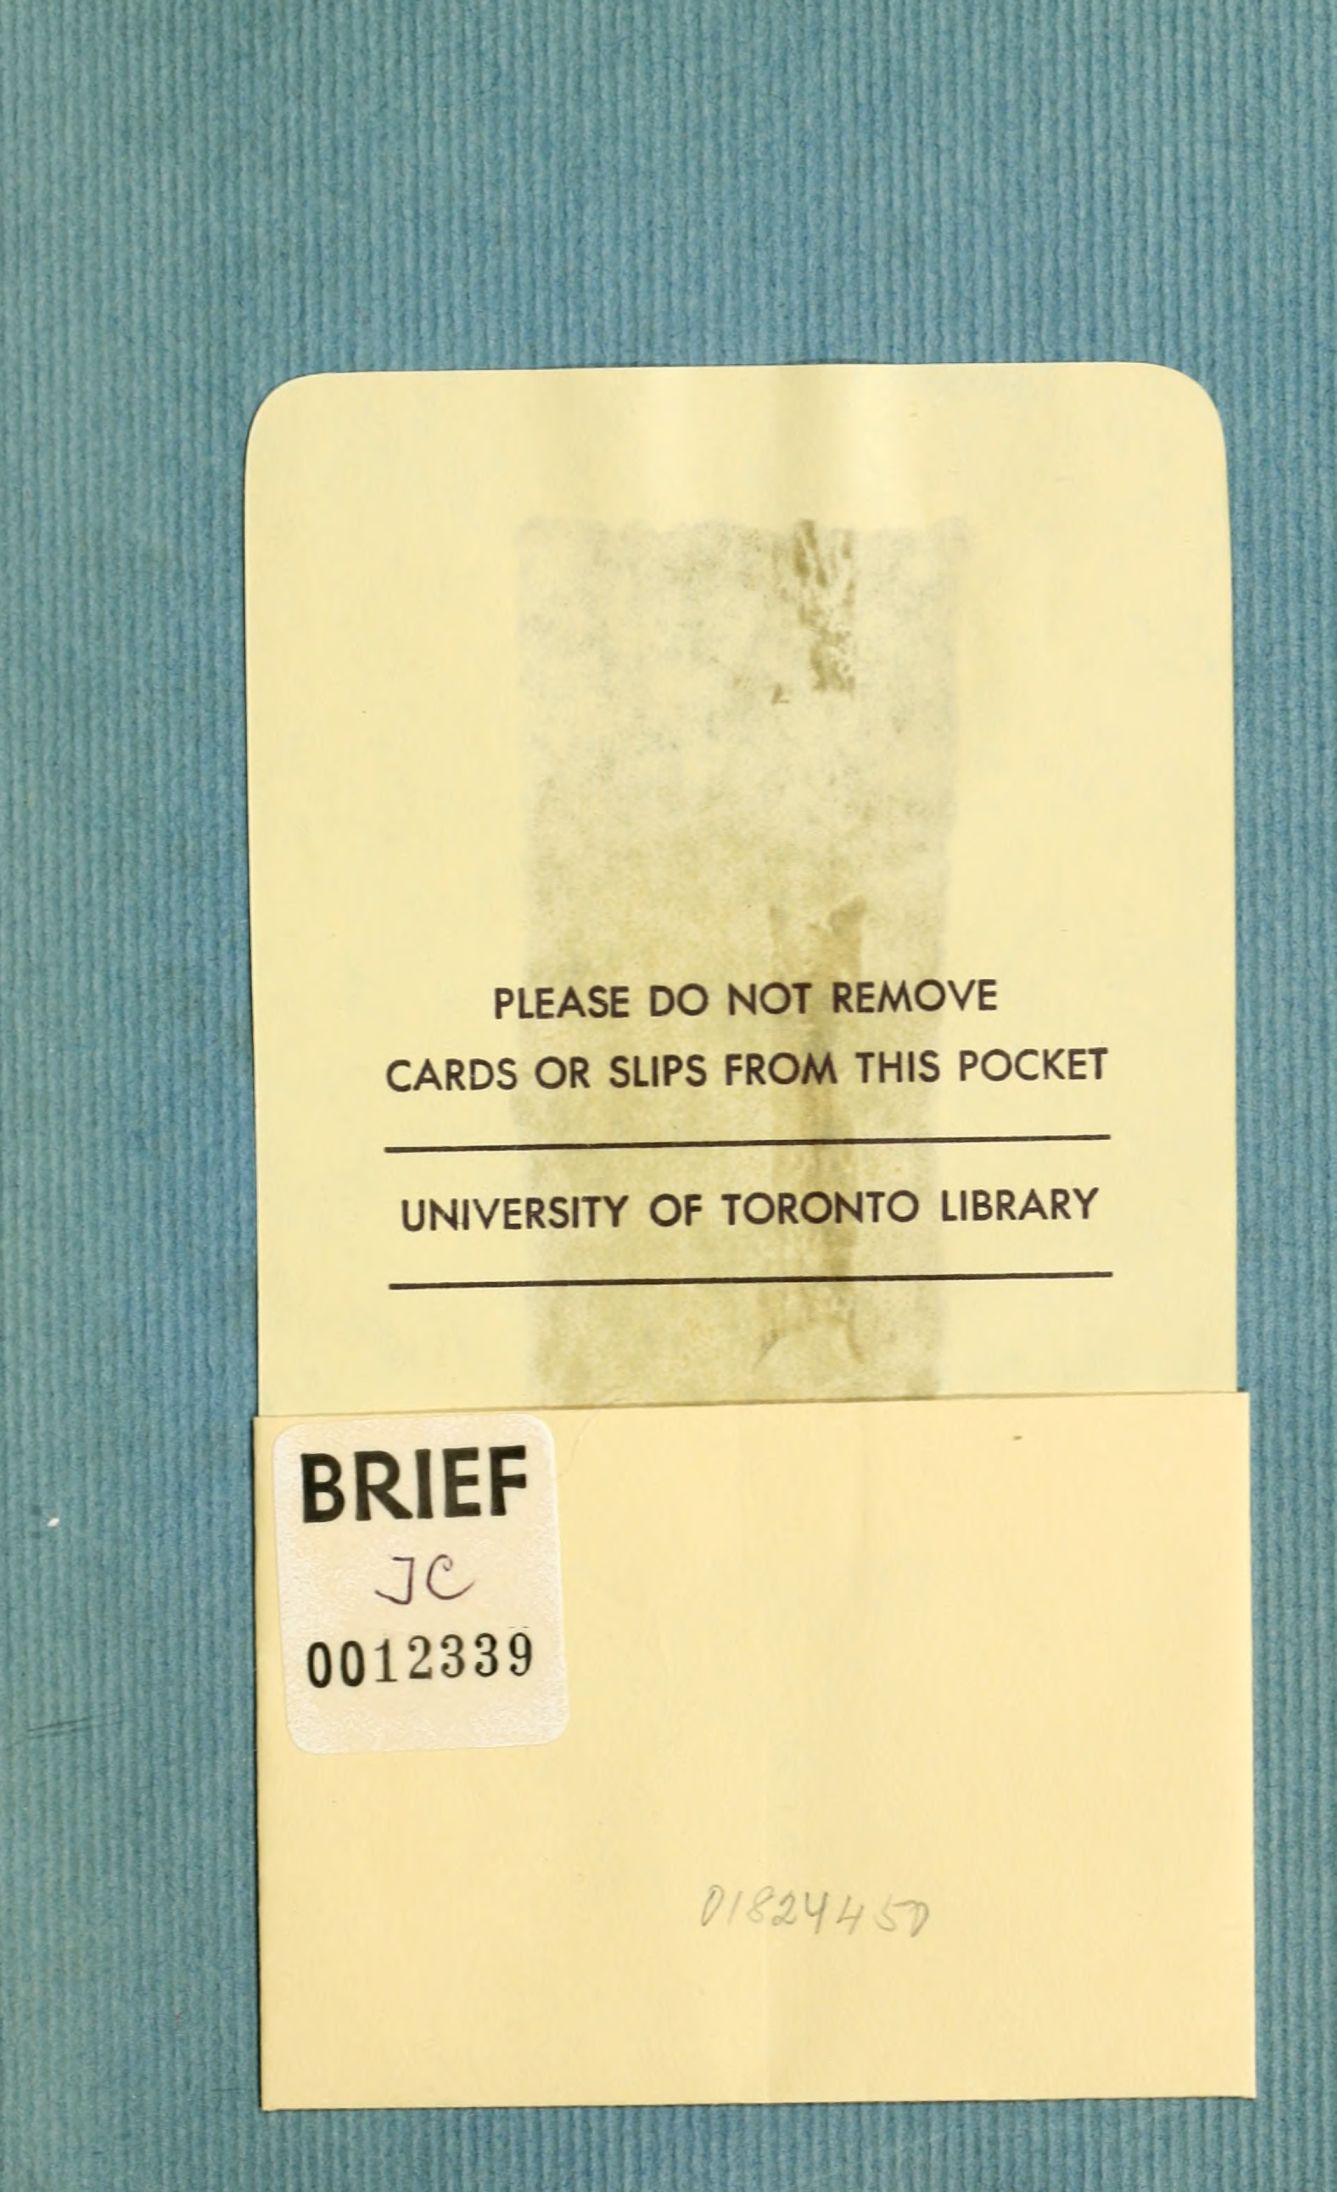 PLEASE DO NOT REMOVE
CARDS OR SLIPS FROM THIS POCKET
UNIVERSITY OF TORONTO LIBRARY
BRIEF
JC
0012339
01824450